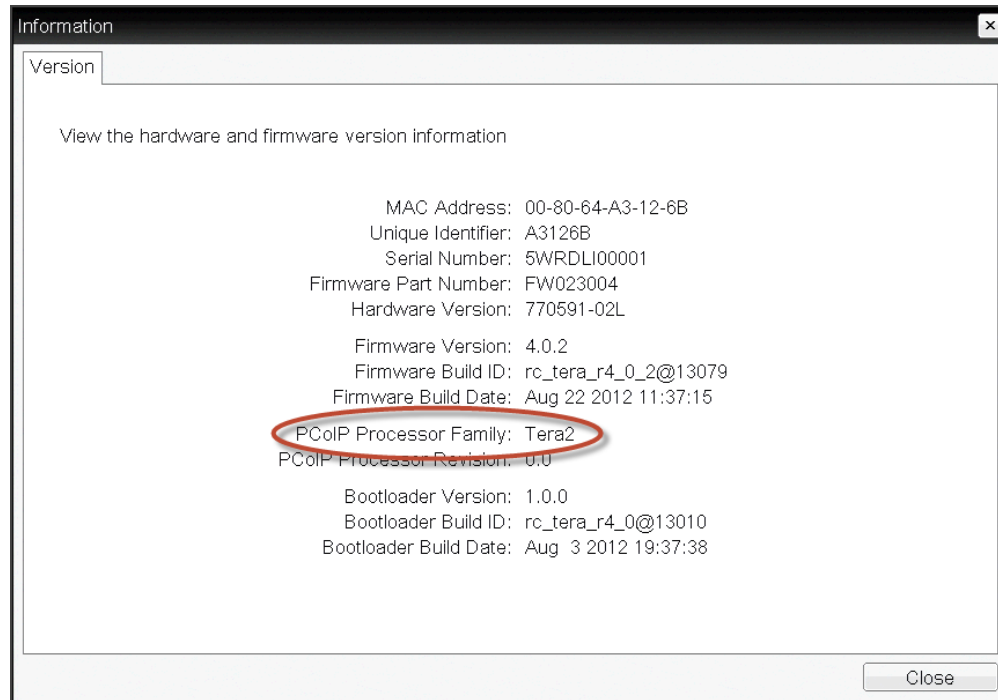 Information
Version
View the hardware and firmware version information
MAC Address: 00-80-64-A3-12-6B
Unique Identifier: A3126B
Serial Number: 5WRDLI00001
Firmware Part Number: FW023004
Hardware Version: 770591-02L
Firmware Version: 4.0.2
Firmware Build ID: rc_tera_r4_0_2@13079
Firmware Build Date: Aug 22 2012 11:37:15
PCoIP Processor Family: Tera2
PCoIP Processor Revision: 0.0
Bootloader Version: 1.0.0
Bootloader Build ID: rc_tera_r4_0@13010
Bootloader Build Date: Aug 3 2012 19:37:38
Close